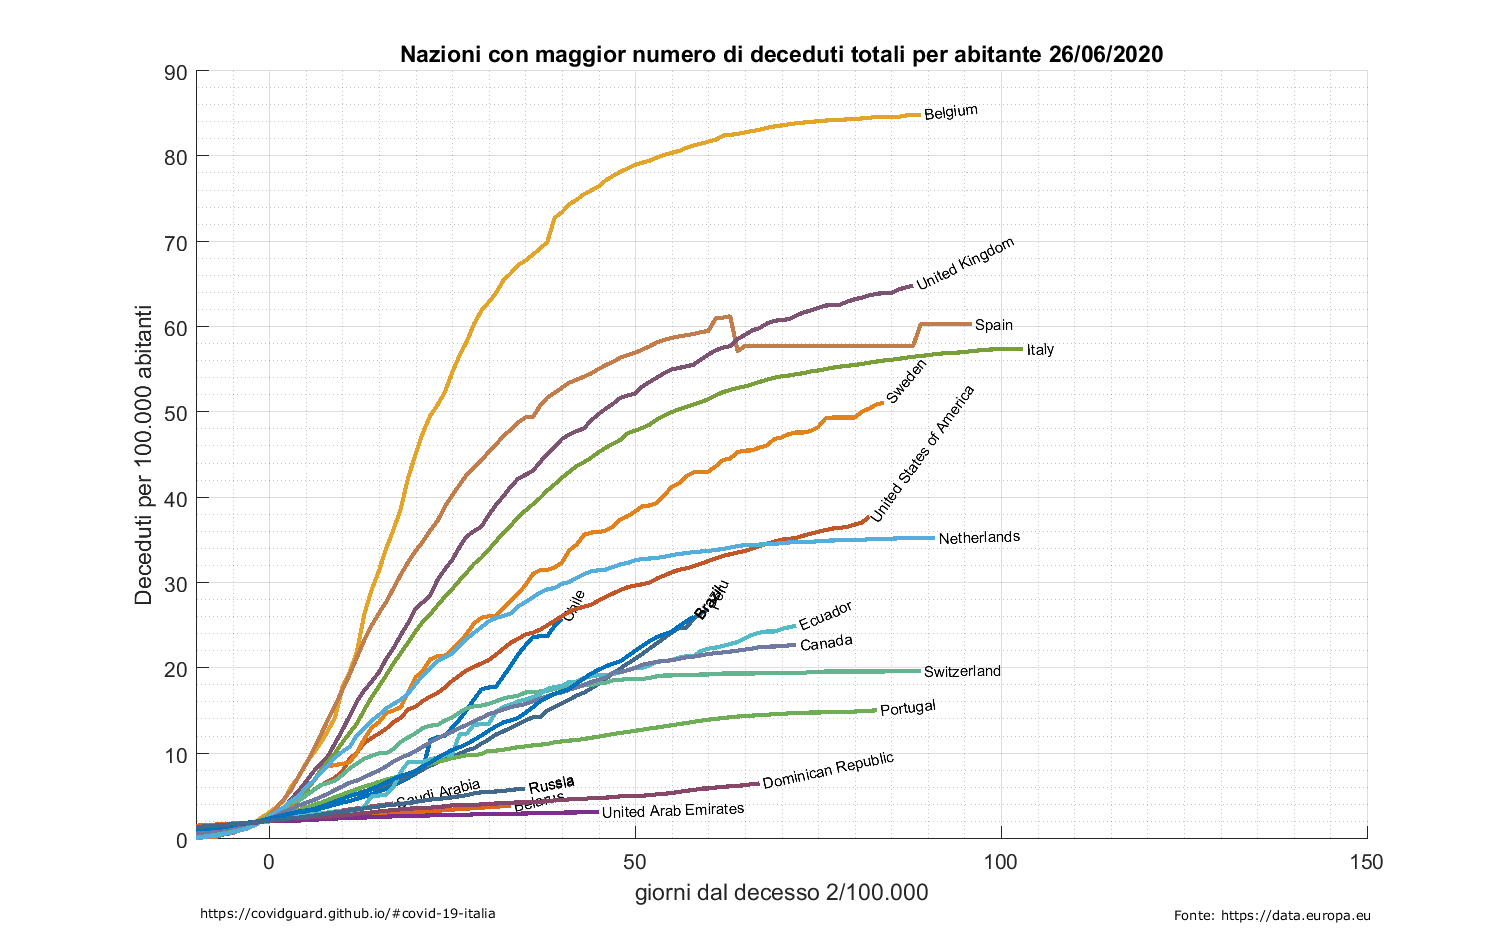 Nazioni con maggior numero di deceduti totali per abitante 26/06/2020
90
80
70
60
50
40
30
20
10
0
Deceduti per 100.000 abitanti
Belgium
United Kingdom
Spain
Italy
Sweden
United States of America
Netherlands
Chile
Brazil
Peru
Ecuador
Canada
Switzerland
Portugal
Dominican Republic
Saudi Arabia
Russia
Belarus
United Arab Emirates
0
50
100
150
giorni dal decesso 2/100.000
https://covidguard.github.io/#covid-19-italia
Fonte: https://data.europa.eu